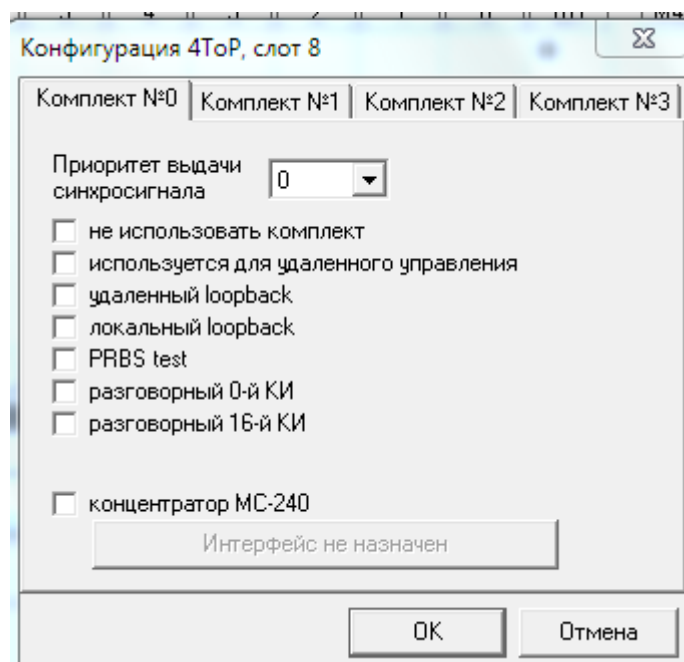 Конфигурация 4ToP, слот 8
Комплект №0 Комплект №1 Комплект №2 Комплект №3
Приоритет выдачи
синхросигнала
0
не использовать комплект
используется для удаленного управления
удаленный loopback
локальный loopback
PRBS test
разговорный 0-й КИ
разговорный 16-й КИ
концентратор МС-240
Интерфейс не назначен
OK Отмена